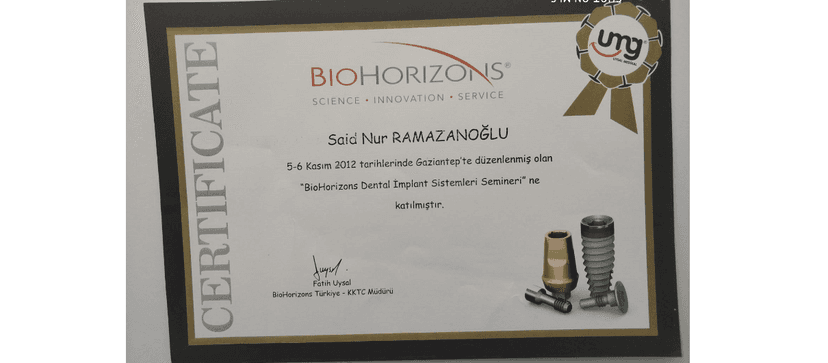 CERTIFICATE
umg
BIOHORIZONS®
SCIENCE • INNOVATION • SERVICE
Said Nur RAMAZANOĞLU
5-6 Kasım 2012 tarihlerinde Gaziantep'te düzenlenmiş olan
"BioHorizons Dental İmplant Sistemleri Semineri" ne
katılmıştır.
Fatih Uysal
BioHorizons Türkiye - KKTC Müdürü